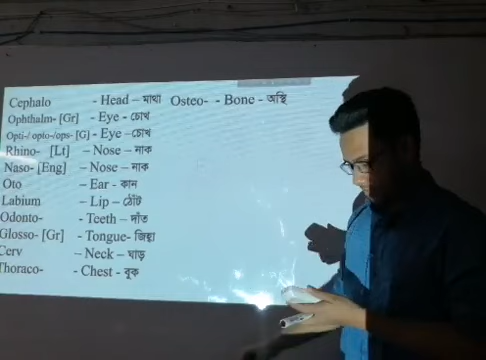 Cephalo - Head – মাথা Osteo- - Bone - অস্থি
Ophthalm- [Gr] - Eye - চোখ
Opti-/ opto-/ops- [G] - Eye –চোখ
Rhino- [Lt] – Nose – নাক
Naso- [Eng] – Nose – নাক
Oto – Ear - কান
Labium – Lip – ঠোঁট
Odonto- - Teeth – দাঁত
Glosso- [Gr] - Tongue- জিহ্বা
Cerv – Neck – ঘাড়
Thoraco- - Chest - বুক